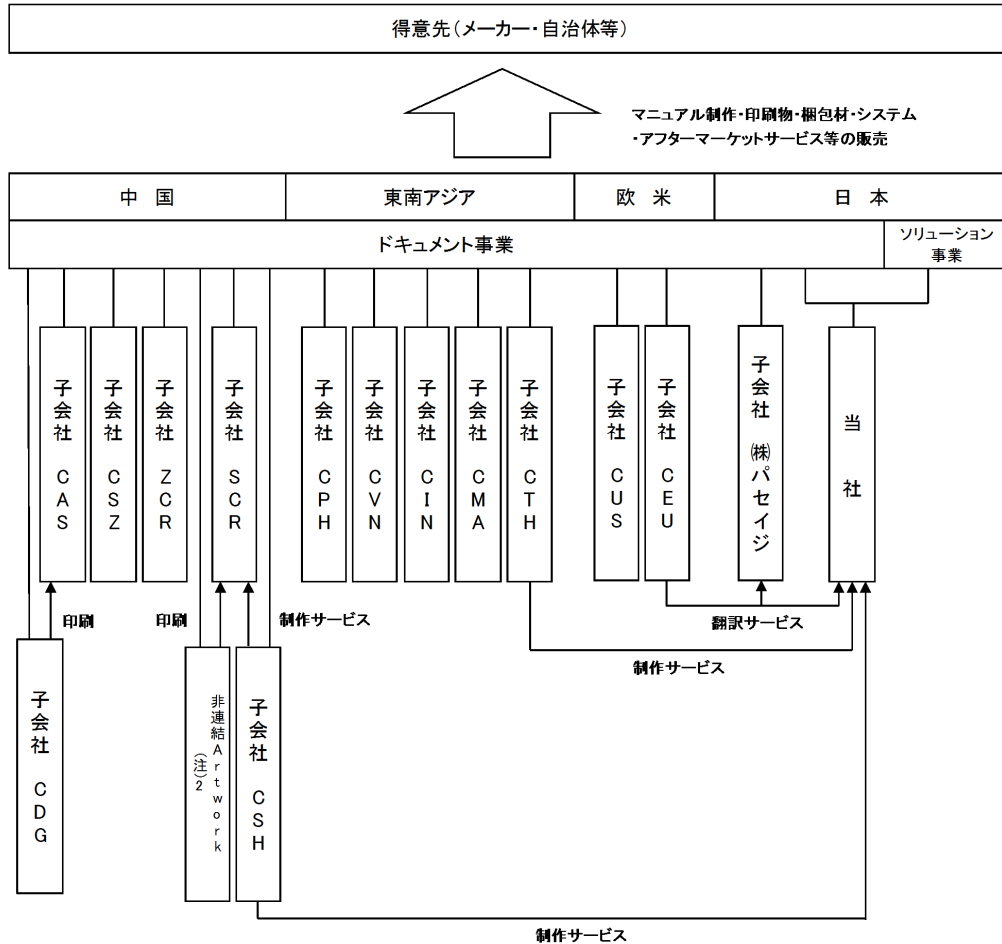 得意先(メーカー・自治体等)
マニュアル制作・印刷物・梱包材・システム
・アフターマーケットサービス等の販売
中 国
東南アジア
欧 米
日 本
ドキュメント事業
ソリューション
事業
子会社 CAS
子会社 CSZ
子会社 ZCR
子会社 SCR
子会社 CPH
子会社 CVN
子会社 CIN
子会社 CMA
子会社 CTH
子会社 CUS
子会社 CEU
子会社 ㈱パセイジ
当 社
印刷
印刷
制作サービス
翻訳サービス
制作サービス
子会社 CDG
非連結Artwork
(注)2
子会社 CSH
制作サービス